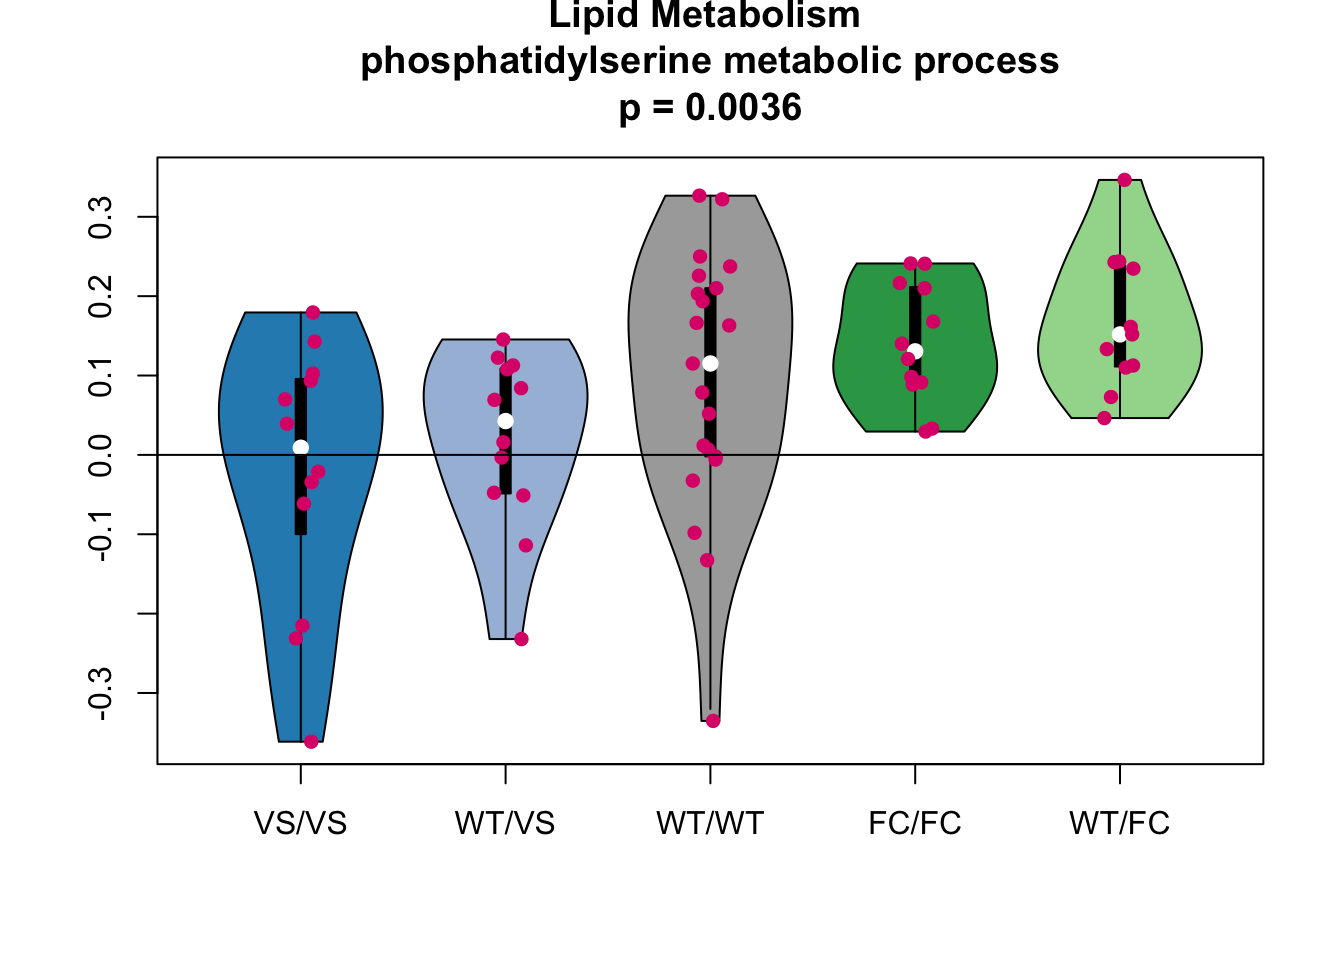 Lipid Metabolism
phosphatidylserine metabolic process
p = 0.0036
0.3
0.2
0.1
0.0
-0.1
-0.3
VS/VS WT/VS WT/WT FC/FC WT/FC